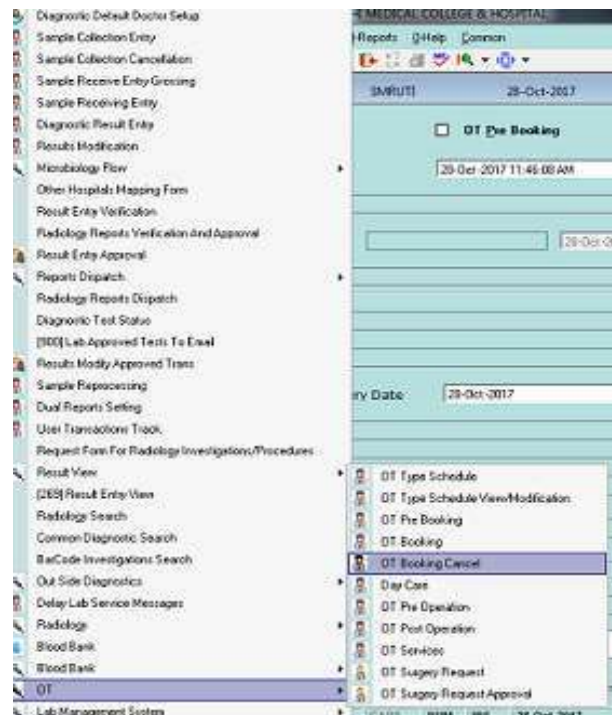 Diagnostic Default Doctor Setup
Sample Collection Entry
Sample Collection Cancellation
Sample Receive Entry Grossing
Sample Receiving Entry
Diagnostic Result Entry
Results Modification
Microbiology Flow
Other Hospitals Mapping Form
Result Entry Verification
Radiology Reports Verification And Approval
Result Entry Approval
Reports Dispatch
Radiology Reports Dispatch
Diagnostic Test Status
[900] Lab Approved Tests To Email
Results Modify Approved Trans
Sample Reprocessing
Dual Reports Setting
User Transactions Track
Request Form For Radiology Investigations/Procedures
Result View
[269] Result Entry View
Radiology Search
Common Diagnostic Search
BarCode Investigations Search
Out Side Diagnostics
Delay Lab Service Messages
Radiology
Blood Bank
Blood Bank
OT
Lab Management System
MEDICAL COLLEGE & HOSPITAL
Reports Help Common
SMRUTI 28-Oct-2017
OT Pre Booking
28-Oct-2017 11:46:08 AM
28-Oct-2
ry Date 28-Oct-2017
OT Type Schedule
OT Type Schedule View/Modification
OT Pre Booking
OT Booking
OT Booking Cancel
Day Care
OT Pre Operation
OT Post Operation
OT Services
OT Surgery Request
OT Surgery Request Approval